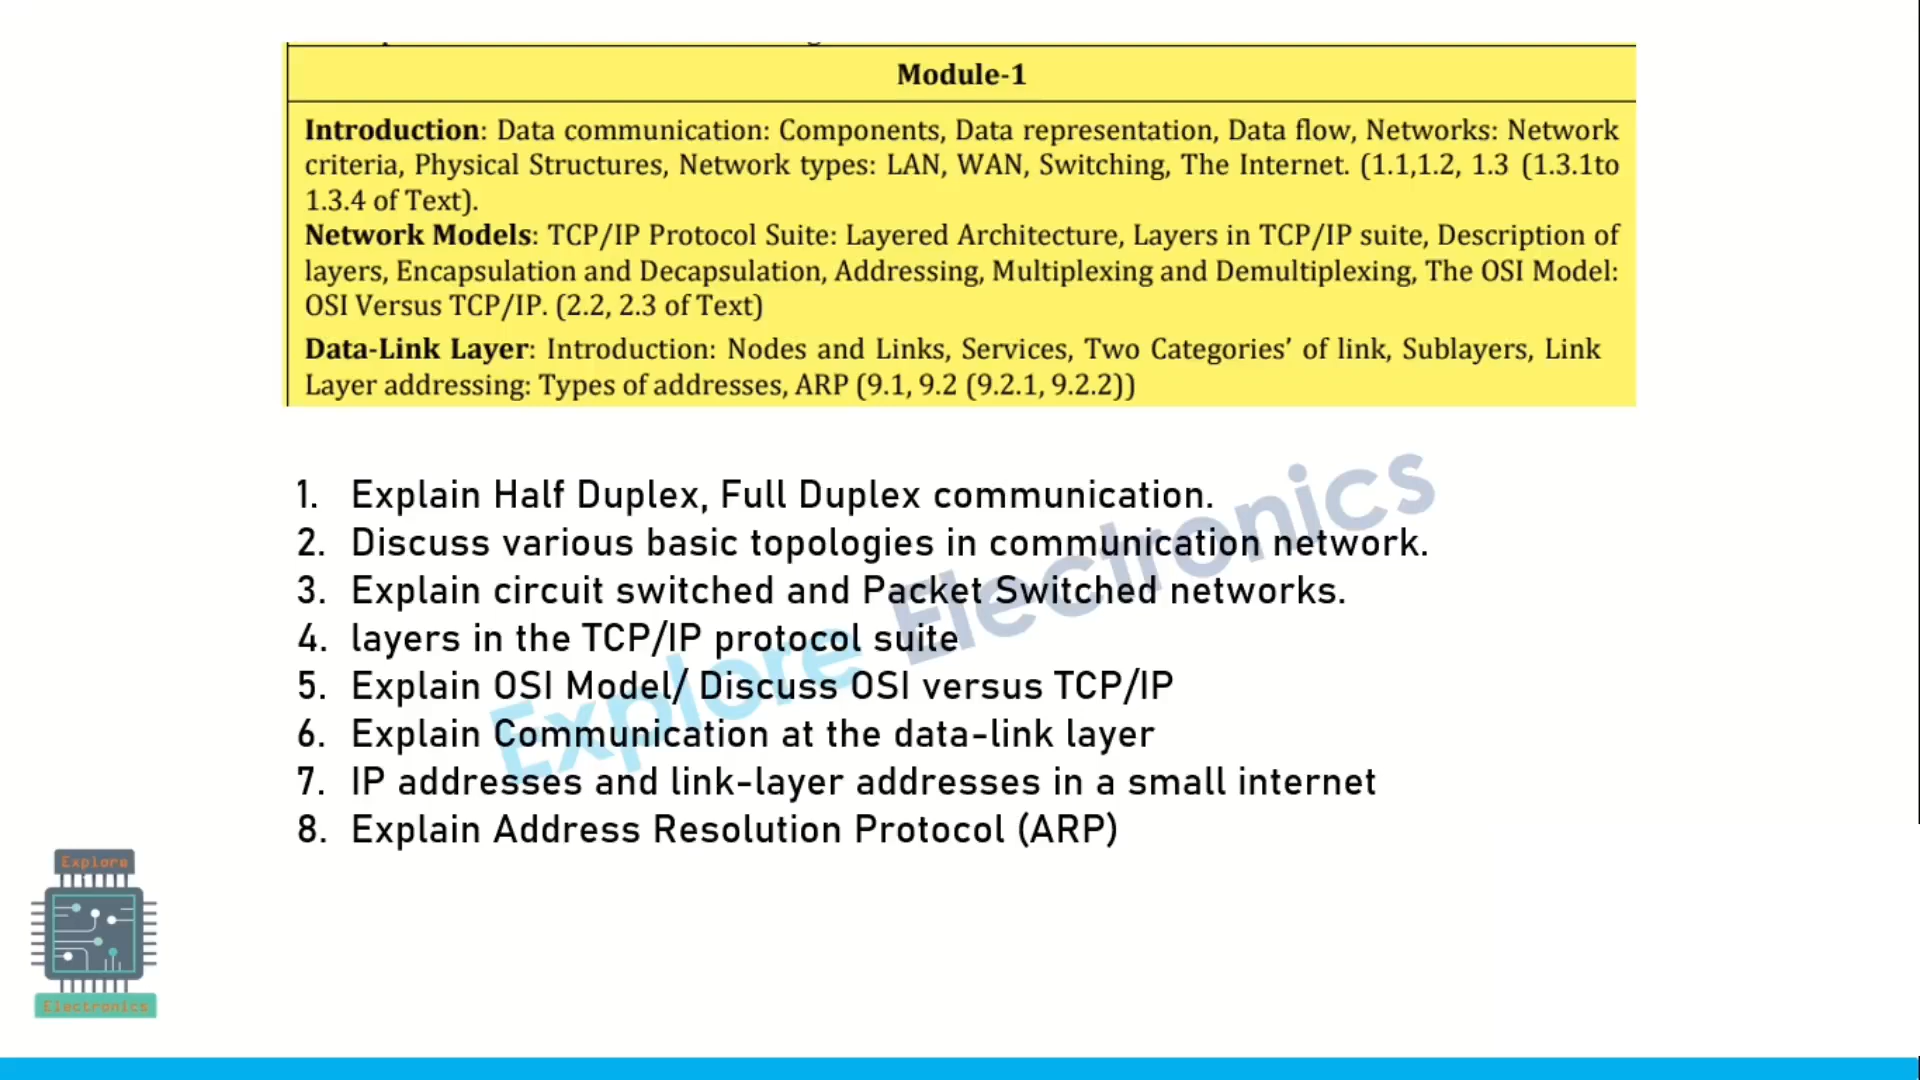 Module-1
Introduction: Data communication: Components, Data representation, Data flow, Networks: Network
criteria, Physical Structures, Network types: LAN, WAN, Switching, The Internet. (1.1,1.2, 1.3 (1.3.1to
1.3.4 of Text).
Network Models: TCP/IP Protocol Suite: Layered Architecture, Layers in TCP/IP suite, Description of
layers, Encapsulation and Decapsulation, Addressing, Multiplexing and Demultiplexing, The OSI Model:
OSI Versus TCP/IP. (2.2, 2.3 of Text)
Data-Link Layer: Introduction: Nodes and Links, Services, Two Categories’ of link, Sublayers, Link
Layer addressing: Types of addresses, ARP (9.1, 9.2 (9.2.1, 9.2.2))
1. Explain Half Duplex, Full Duplex communication.
2. Discuss various basic topologies in communication network.
3. Explain circuit switched and Packet Switched networks.
4. layers in the TCP/IP protocol suite
5. Explain OSI Model/ Discuss OSI versus TCP/IP
6. Explain Communication at the data-link layer
7. IP addresses and link-layer addresses in a small internet
8. Explain Address Resolution Protocol (ARP)
Explore Electronics
Explore
Electronics